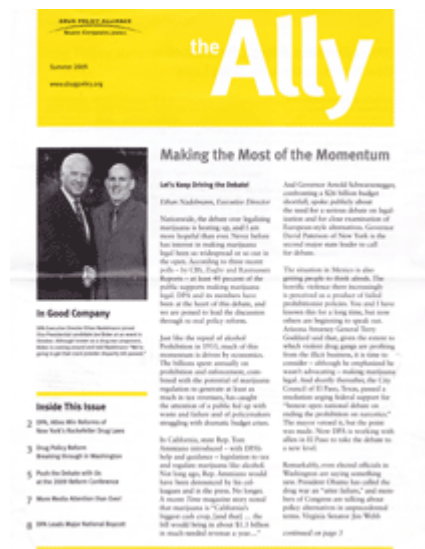 DRUG POLICY ALLIANCE
Reason. Compassion. Justice.
Summer 2009
www.drugpolicy.org
the Ally
Making the Most of the Momentum
Let's Keep Driving the Debate!
Ethan Nadelmann, Executive Director
Nationwide, the debate over legalizing
marijuana is heating up, and I am
more hopeful than ever. Never before
has interest in making marijuana
legal been so widespread or so out in
the open. According to three recent
polls – by CBS, Zogby and Rasmussen
Reports – at least 40 percent of the
public supports making marijuana
legal. DPA and its members have
been at the heart of this debate, and
we are proud to lead the discussion
through to real policy reform.
Just like the repeal of alcohol
Prohibition in 1933, much of this
momentum is driven by economics.
The billions spent annually on
prohibition and enforcement, com-
bined with the potential of marijuana
regulation to generate at least as
much in tax revenues, has caught
the attention of a public fed up with
waste and failure and of policymakers
struggling with dramatic budget crises.
In California, state Rep. Tom
Ammiano introduced – with DPA's
help and guidance – legislation to tax
and regulate marijuana like alcohol.
Not long ago, Rep. Ammiano would
have been denounced by his col-
leagues and in the press. No longer.
A recent Time magazine story noted
that marijuana is "California's
biggest cash crop, [and that] ... the
bill would bring in about $1.3 billion
in much needed revenue a year..."
And Governor Arnold Schwarzenegger,
confronting a $26 billion budget
shortfall, spoke publicly about
the need for a serious debate on legal-
ization and for close examination of
European-style alternatives. Governor
David Paterson of New York is the
second major state leader to call
for debate.
The situation in Mexico is also
getting people to think afresh. The
horrific violence there increasingly
is perceived as a product of failed
prohibitionist policies. You and I have
known this for a long time, but now
others are beginning to speak out.
Arizona Attorney General Terry
Goddard said that, given the extent to
which violent drug gangs are profiting
from the illicit business, it is time to
consider – although he emphasized he
wasn't advocating – making marijuana
legal. And shortly thereafter, the City
Council of El Paso, Texas, passed a
resolution urging federal support for
"honest open national debate on
ending the prohibition on narcotics."
The mayor vetoed it, but the point
was made. Now DPA is working with
allies in El Paso to take the debate to
a new level.
Remarkably, even elected officials in
Washington are saying something
new. President Obama has called the
drug war an "utter failure," and mem-
bers of Congress are talking about
policy alternatives in unprecedented
terms. Virginia Senator Jim Webb
continued on page 3
In Good Company
DPA Executive Director Ethan Nadelmann joined
Inside This Issue
2 DPA, Allies Win Reforms of
New York's Rockefeller Drug Laws
3 Drug Policy Reform
Breaking through in Washington
6 Push the Debate with Us
at the 2009 Reform Conference
7 More Media Attention than Ever!
8 DPA Leads Major National Boycott